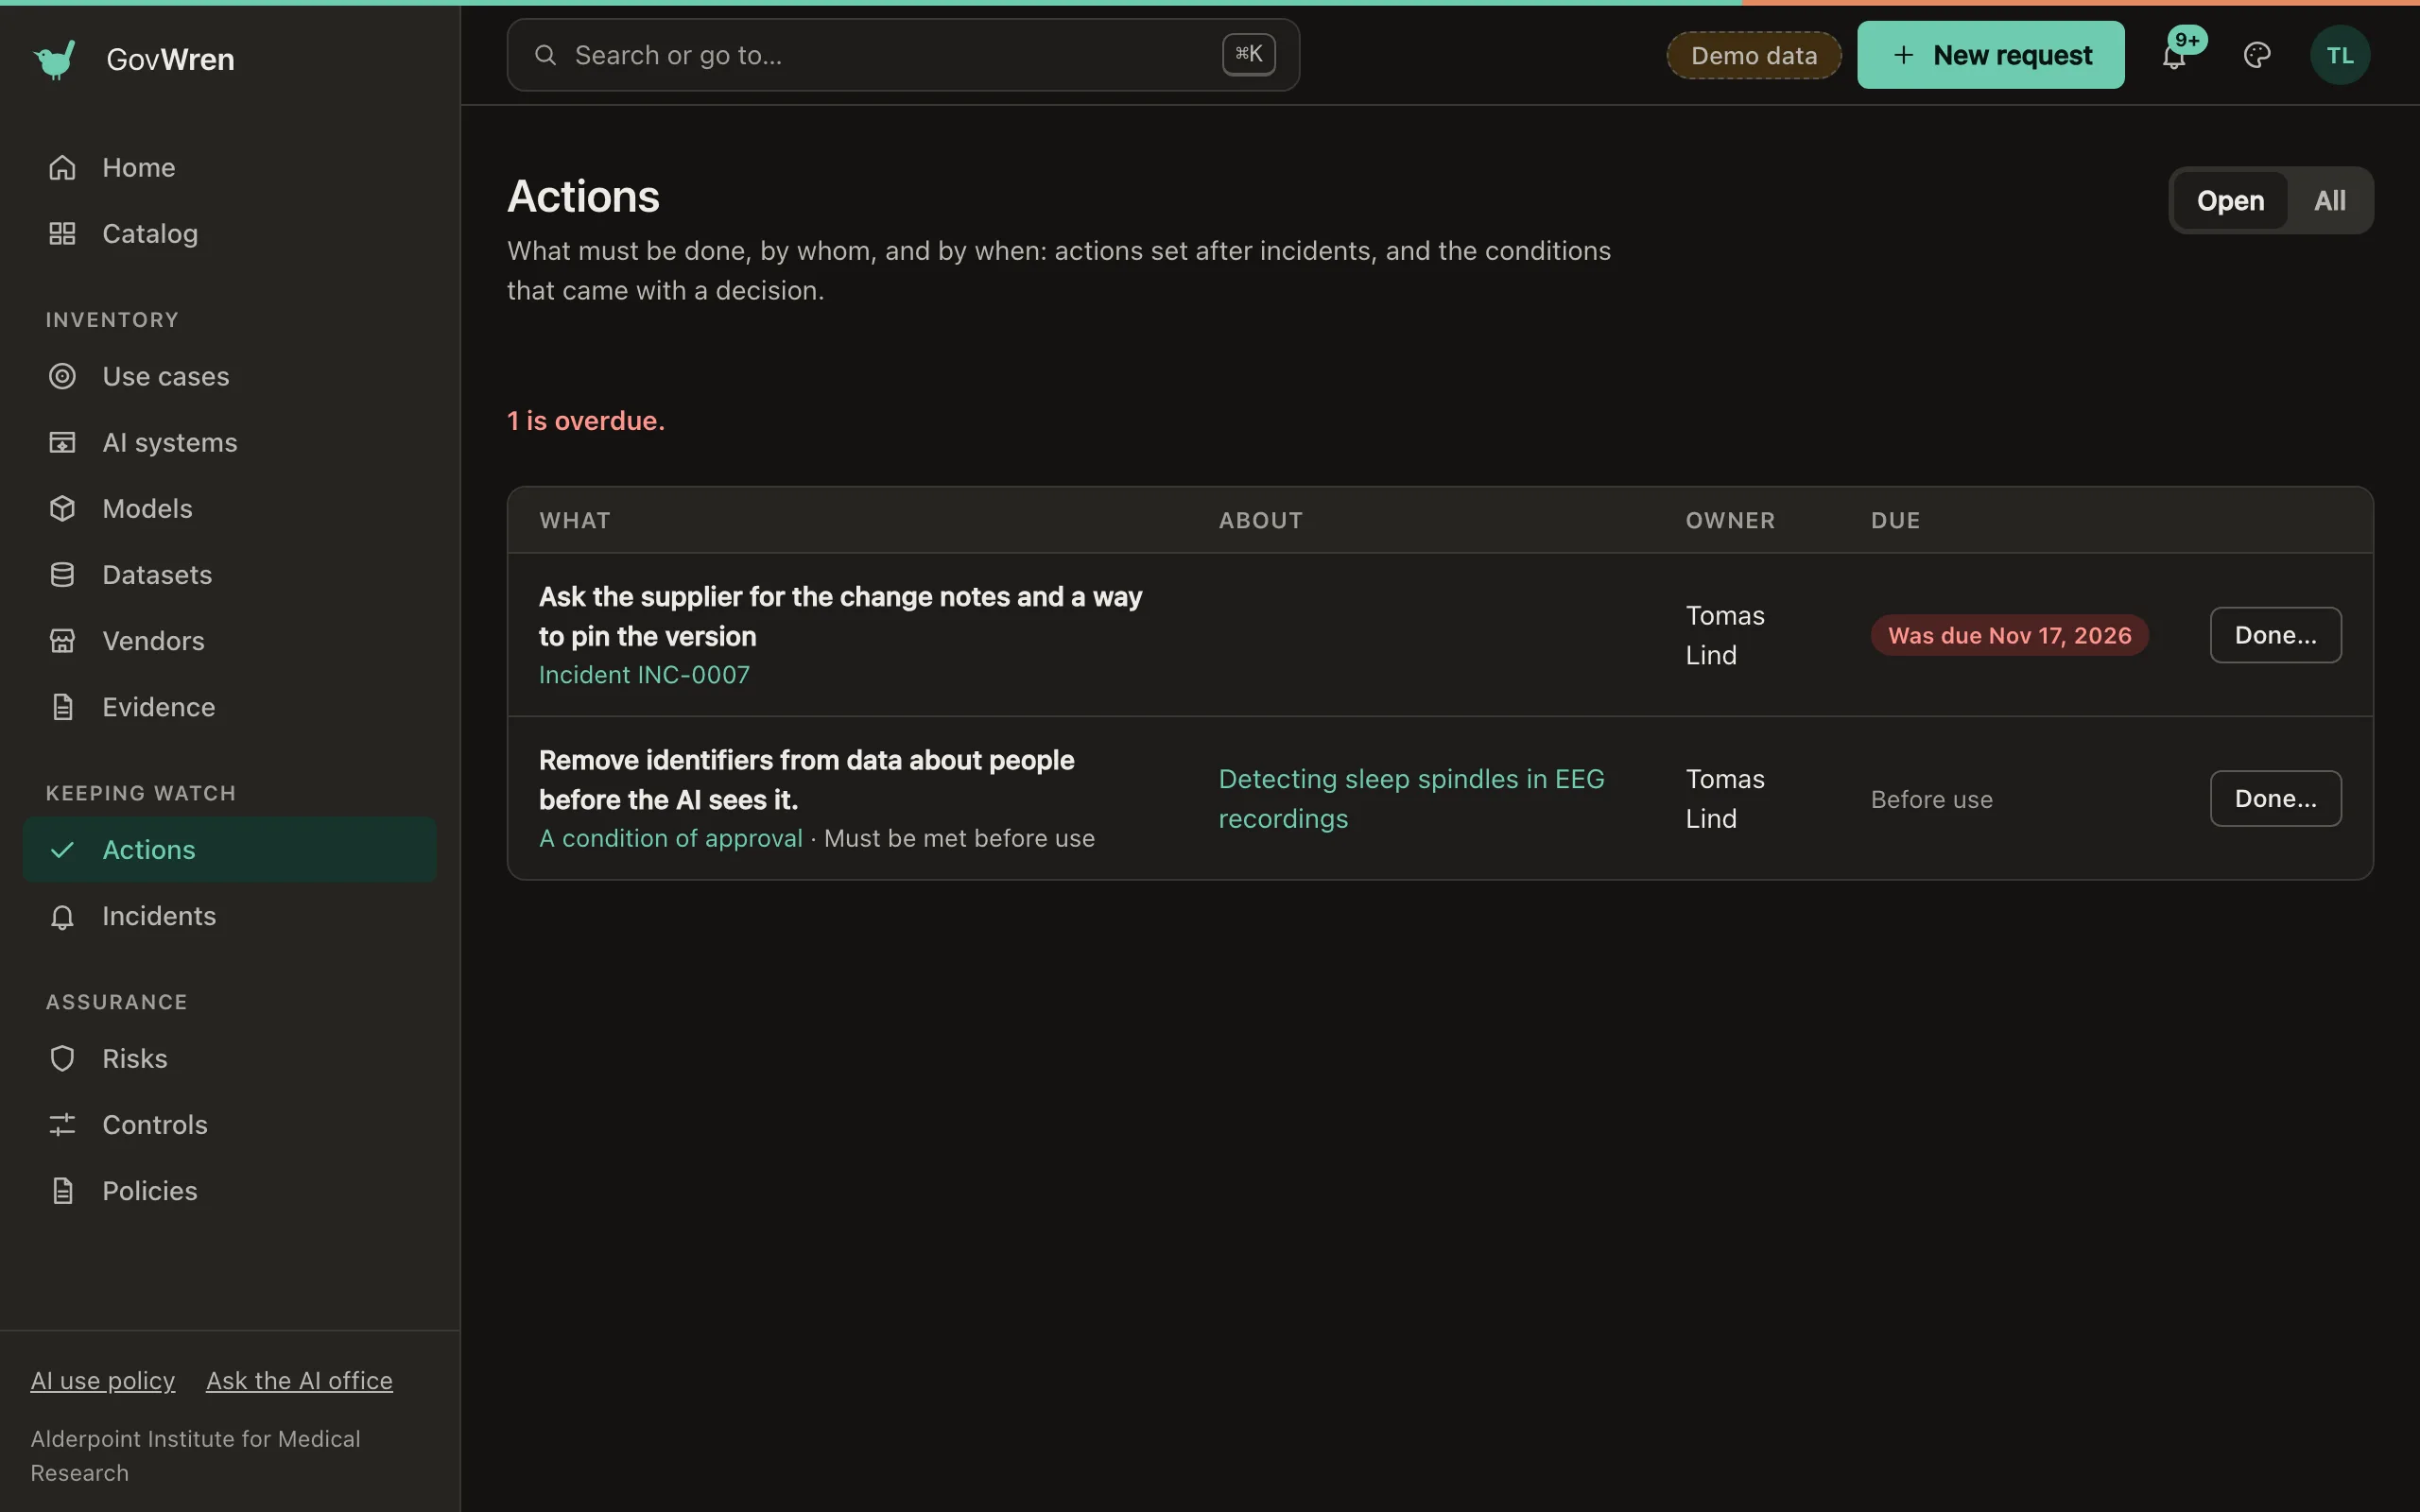 GovWren
Search or go to...
⌘K
Demo data
+ New request
9+
TL
Home
Catalog
INVENTORY
Use cases
AI systems
Models
Datasets
Vendors
Evidence
KEEPING WATCH
Actions
Incidents
ASSURANCE
Risks
Controls
Policies
AI use policy
Ask the AI office
Alderpoint Institute for Medical
Research
Actions
Open
All
What must be done, by whom, and by when: actions set after incidents, and the conditions
that came with a decision.
1 is overdue.
WHAT
ABOUT
OWNER
DUE
Ask the supplier for the change notes and a way
to pin the version
Incident INC-0007
Tomas
Lind
Was due Nov 17, 2026
Done...
Remove identifiers from data about people
before the AI sees it.
A condition of approval · Must be met before use
Detecting sleep spindles in EEG
recordings
Tomas
Lind
Before use
Done...